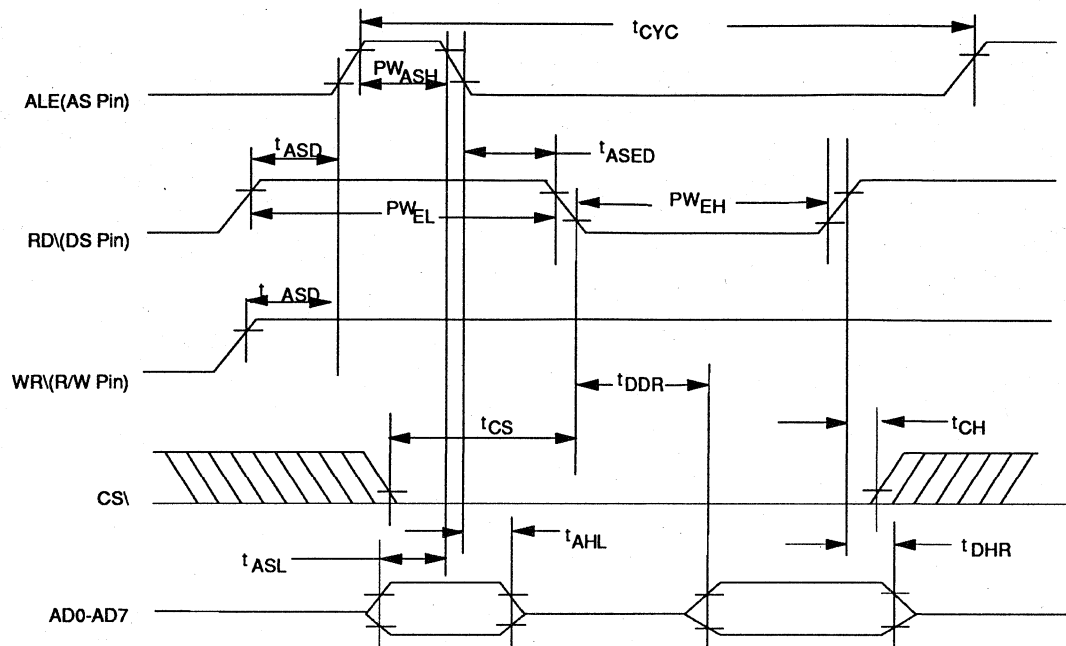 tCYC
PWASH
ALE(AS Pin)
tASD
tASED
PWEL
PWEH
RD\(DS Pin)
tASD
WR\(R/W Pin)
tDDR
tCS
tCH
CS\
tAHL
tASL
tDHR
AD0-AD7